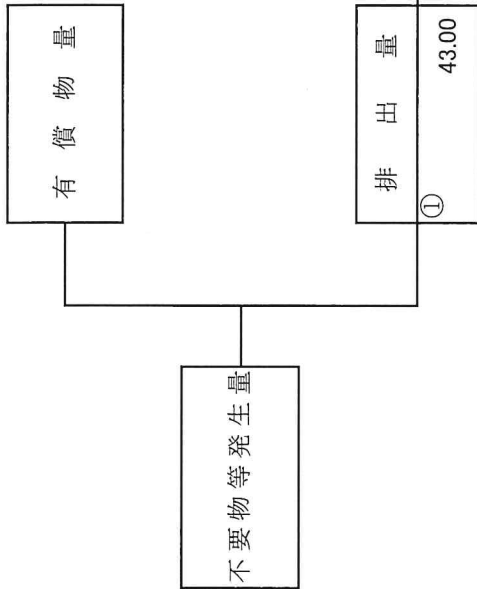 有償物量
不要物等発生量
排出量
①
43.00